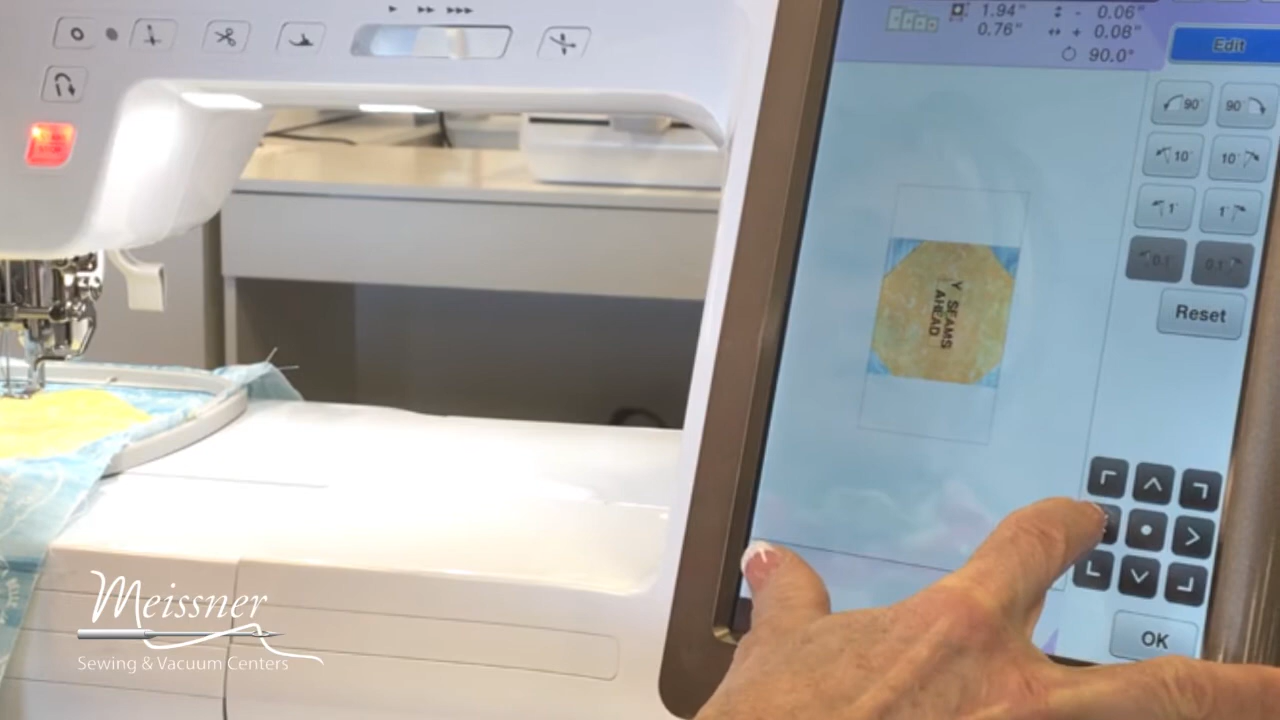 1.94" - 0.06"
0.76" + 0.08"
90.0°
Edit
90° 90°
10° 10°
1° 1°
0.1° 0.1°
Reset
Y SEAMS
AHEAD
OK
Meissner
Sewing & Vacuum Centers